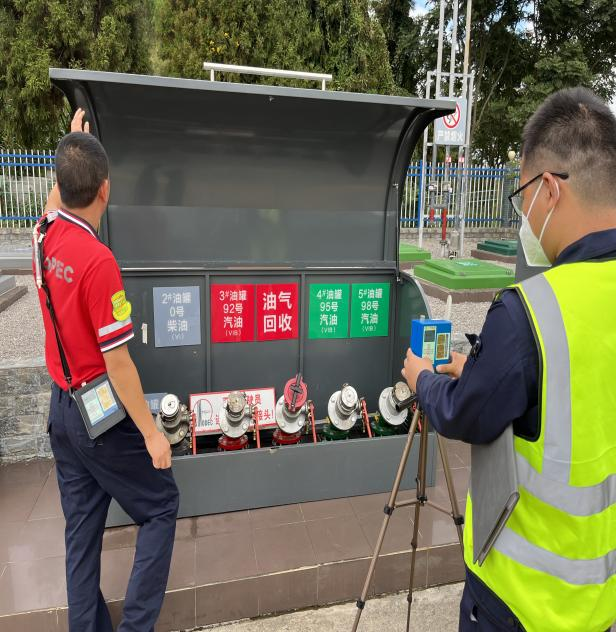 严禁烟火
2#油罐
0号
柴油
(VI)
3#油罐
92号
汽油
(VIB)
油气
回收
4#油罐
95号
汽油
(VIB)
5#油罐
98号
汽油
(VIB)
OPEC